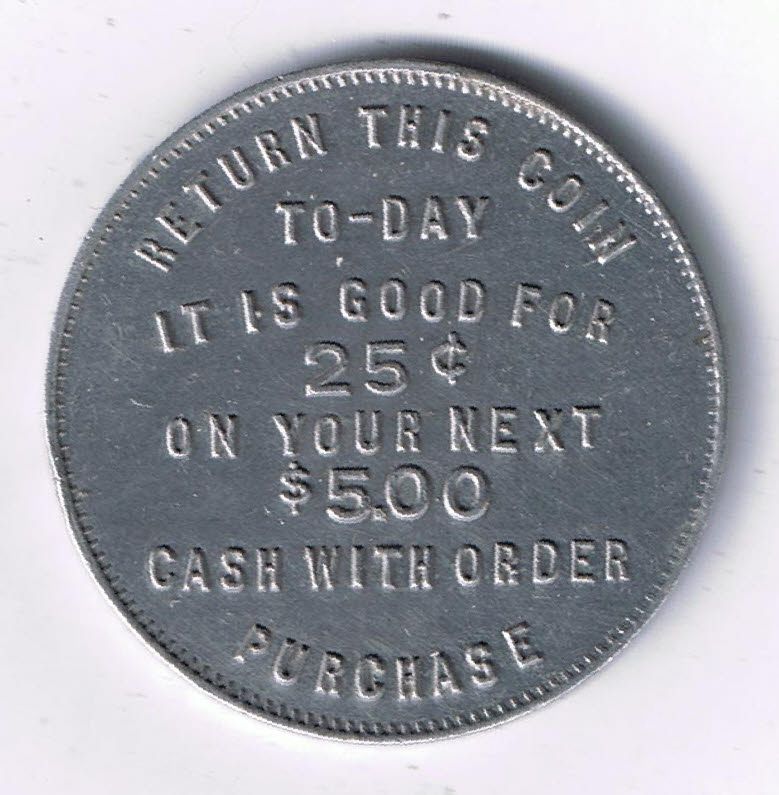 RETURN THIS COIN
TO-DAY
IT IS GOOD FOR
25¢
ON YOUR NEXT
$5.00
CASH WITH ORDER
PURCHASE